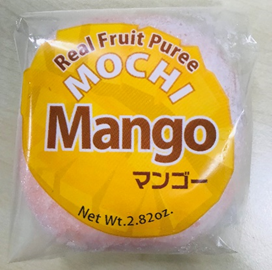 Real Fruit Puree
MOCHI
Mango
マンゴー
Net Wt.2.82oz.